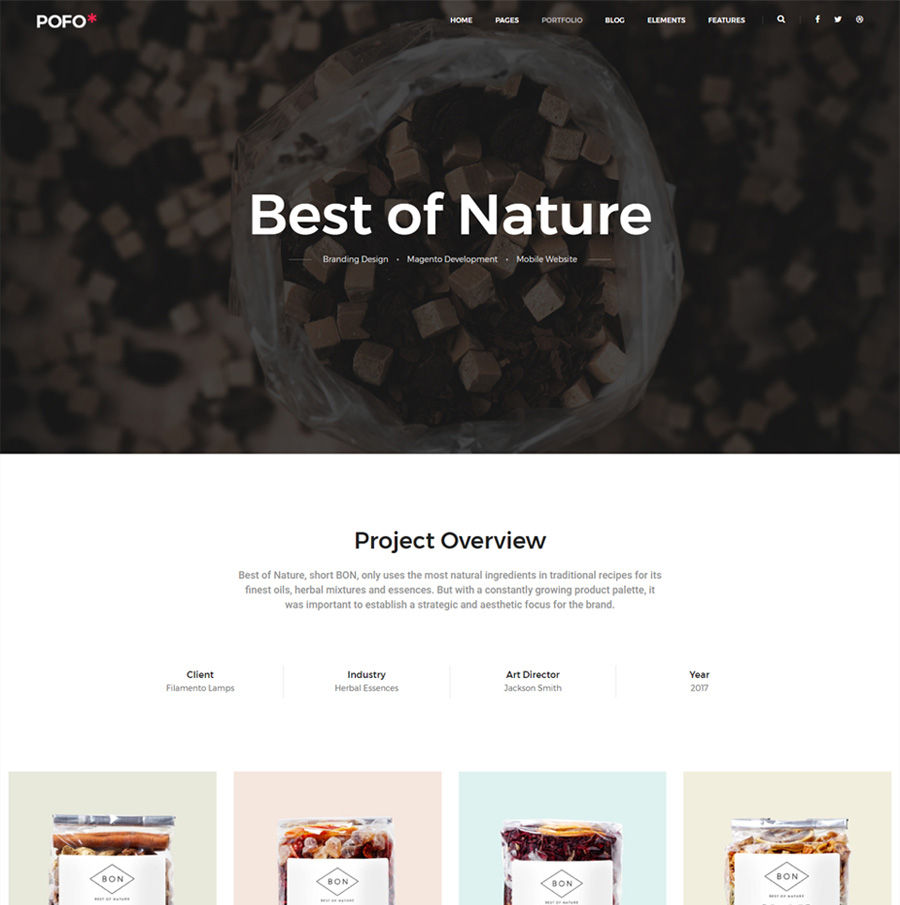 POFO*
HOME PAGES PORTFOLIO BLOG ELEMENTS FEATURES
Best of Nature
Branding Design • Magento Development • Mobile Website
Project Overview
Best of Nature, short BON, only uses the most natural ingredients in traditional recipes for its
finest oils, herbal mixtures and essences. But with a constantly growing product palette, it
was important to establish a strategic and aesthetic focus for the brand.
Client Industry Art Director Year
Filamento Lamps Herbal Essences Jackson Smith 2017
BON BON BON BON
BEST OF NATURE BEST OF NATURE BEST OF NATURE BEST OF NATURE